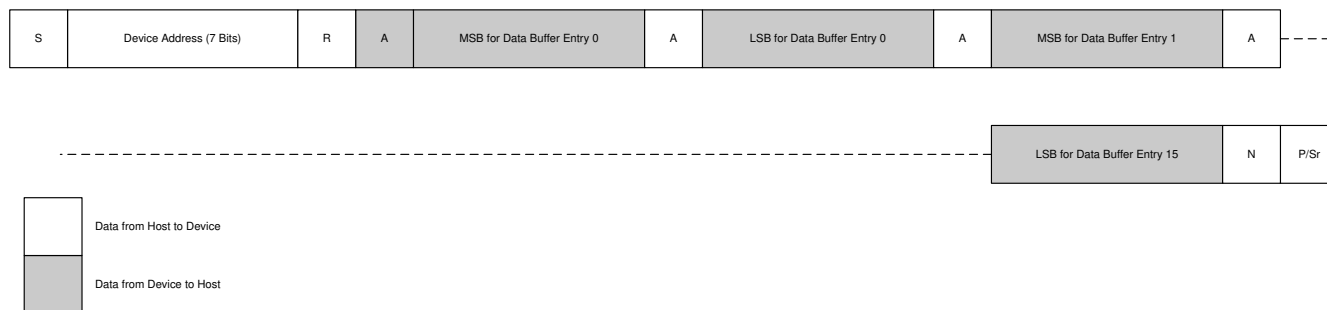 S Device Address (7 Bits) R A MSB for Data Buffer Entry 0 A LSB for Data Buffer Entry 0 A MSB for Data Buffer Entry 1 A
LSB for Data Buffer Entry 15 N P/Sr
Data from Host to Device
Data from Device to Host